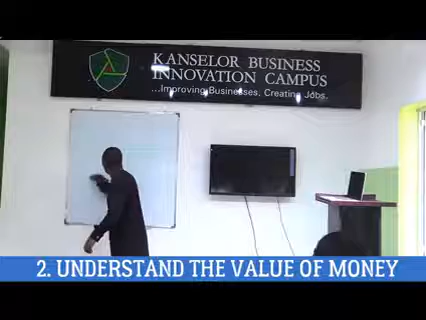 KANSELOR BUSINESS
INNOVATION CAMPUS
...Improving Businesses, Creating Jobs.
2. UNDERSTAND THE VALUE OF MONEY